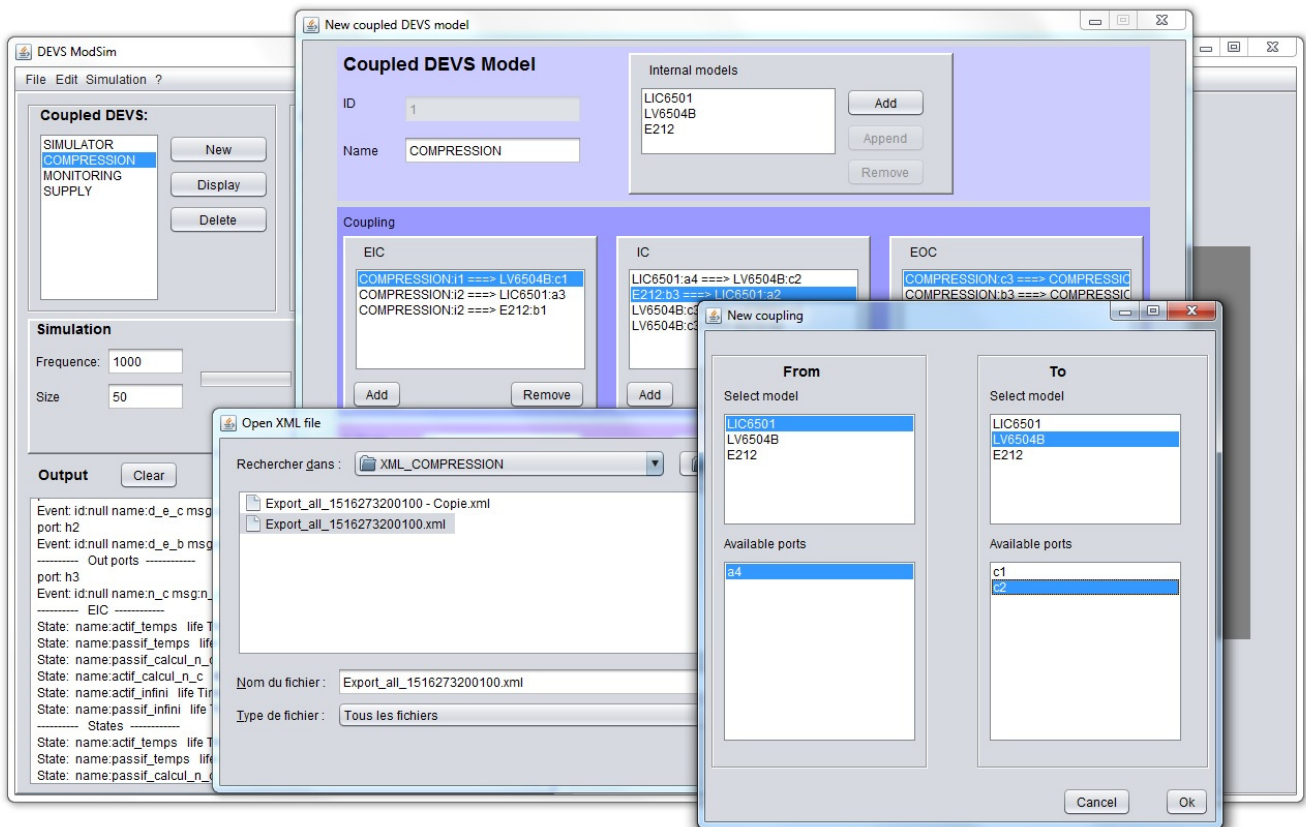 New coupled DEVS model
DEVS ModSim
File Edit Simulation ?
Coupled DEVS:
SIMULATOR
COMPRESSION
MONITORING
SUPPLY
New
Display
Delete
Simulation
Frequence: 1000
Size 50
Output Clear
Event: id:null name:d_e_c msg
port: h2
Event: id:null name:d_e_b msg
---------- Out ports ------------
port: h3
Event: id:null name:n_c msg:n_
---------- EIC ------------
State: name:actif_temps life T
State: name:passif_temps life
State: name:passif_calcul_n_c
State: name:actif_calcul_n_c
State: name:actif_infini life Tir
State: name:passif_infini life T
---------- States ------------
State: name:actif_temps life T
State: name:passif_temps life
State: name:passif_calcul_n_c
Coupled DEVS Model
ID 1
Name COMPRESSION
Internal models
LIC6501
LV6504B
E212
Add
Append
Remove
Coupling
EIC
COMPRESSION:i1 ===> LV6504B:c1
COMPRESSION:i2 ===> LIC6501:a3
COMPRESSION:i2 ===> E212:b1
Add Remove
IC
LIC6501:a4 ===> LV6504B:c2
E212:b3 ===> LIC6501:a2
LV6504B:c3
LV6504B:c3
Add
EOC
COMPRESSION:c3 ===> COMPRESSIC
COMPRESSION:b3 ===> COMPRESSIC
Open XML file
Rechercher dans : XML_COMPRESSION
Export_all_1516273200100 - Copie.xml
Export_all_1516273200100.xml
Nom du fichier : Export_all_1516273200100.xml
Type de fichier : Tous les fichiers
New coupling
From
Select model
LIC6501
LV6504B
E212
Available ports
a4
To
Select model
LIC6501
LV6504B
E212
Available ports
c1
c2
Cancel Ok